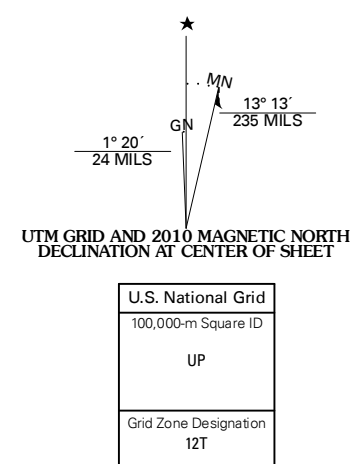 MN
GN
13° 13´
235 MILS
1° 20´
24 MILS
UTM GRID AND 2010 MAGNETIC NORTH
DECLINATION AT CENTER OF SHEET
U.S. National Grid
100,000-m Square ID
UP
Grid Zone Designation
12T